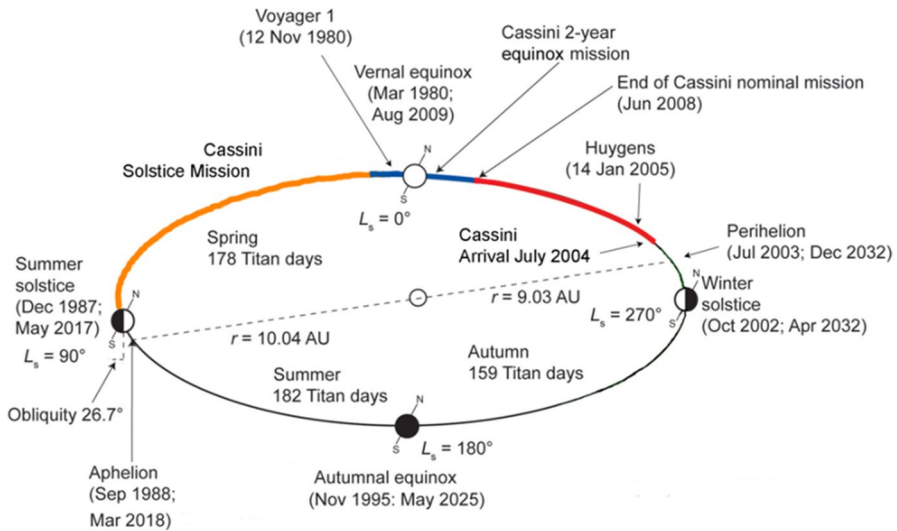 Voyager 1
(12 Nov 1980)
Vernal equinox
(Mar 1980;
Aug 2009)
Cassini 2-year
equinox mission
End of Cassini nominal mission
(Jun 2008)
Huygens
(14 Jan 2005)
Cassini
Solstice Mission
N
S
L_s = 0°
Spring
178 Titan days
Cassini
Arrival July 2004
Perihelion
(Jul 2003; Dec 2032)
Summer
solstice
(Dec 1987;
May 2017)
N
S
L_s = 90°
r = 9.03 AU
r = 10.04 AU
L_s = 270°
N
S
Winter
solstice
(Oct 2002; Apr 2032)
Obliquity 26.7°
Summer
182 Titan days
Autumn
159 Titan days
N
S
L_s = 180°
Aphelion
(Sep 1988;
Mar 2018)
Autumnal equinox
(Nov 1995: May 2025)